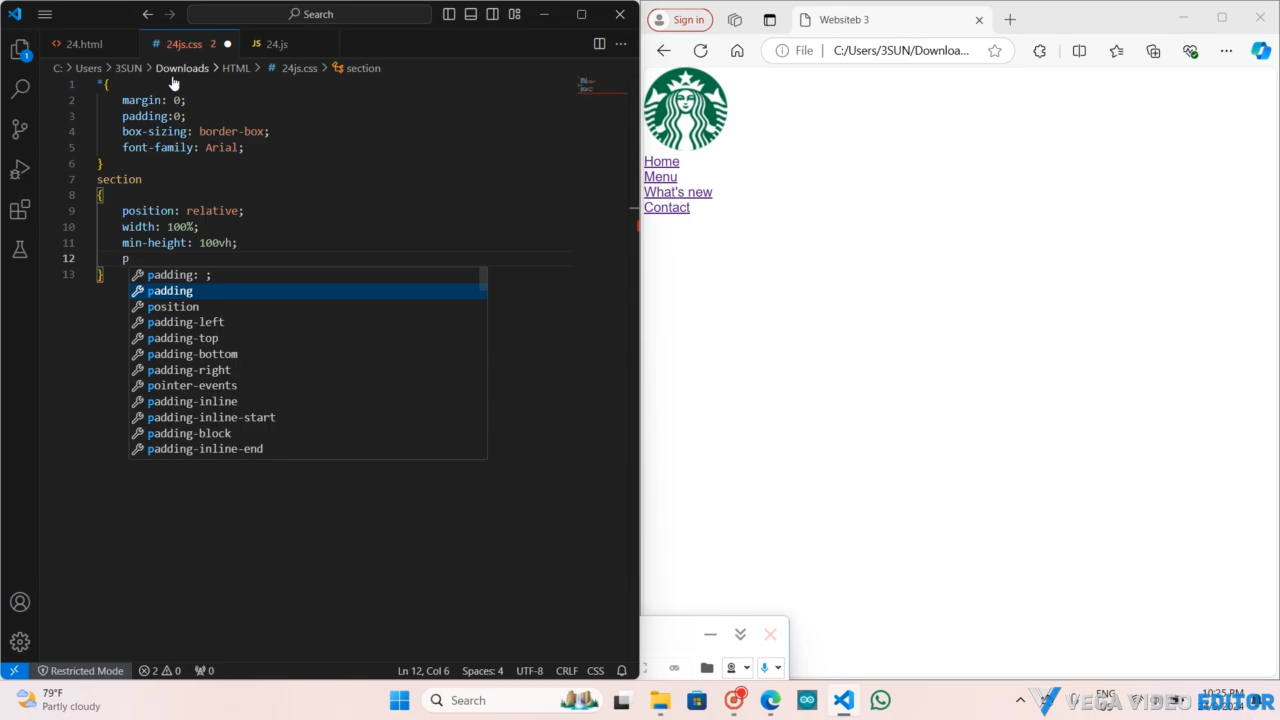 Search
Sign in
Websiteb 3
24.html
# 24js.css 2
JS 24.js
File
C:/Users/3SUN/Downloa...
C: > Users > 3SUN > Downloads > HTML > # 24js.css > section
1 *{
2 margin: 0;
3 padding:0;
4 box-sizing: border-box;
5 font-family: Arial;
6 }
7 section
8 {
9 position: relative;
10 width: 100%;
11 min-height: 100vh;
12 p
13 }
padding: ;
padding
position
padding-left
padding-top
padding-bottom
padding-right
pointer-events
padding-inline
padding-inline-start
padding-block
padding-inline-end
Home
Menu
What's new
Contact
1
Restricted Mode
2
0
0
Ln 12, Col 6
Spaces: 4
UTF-8
CRLF
CSS
79°F
Partly cloudy
Search
ENG
10:25 PM
VEGA VIDEO EDITOR